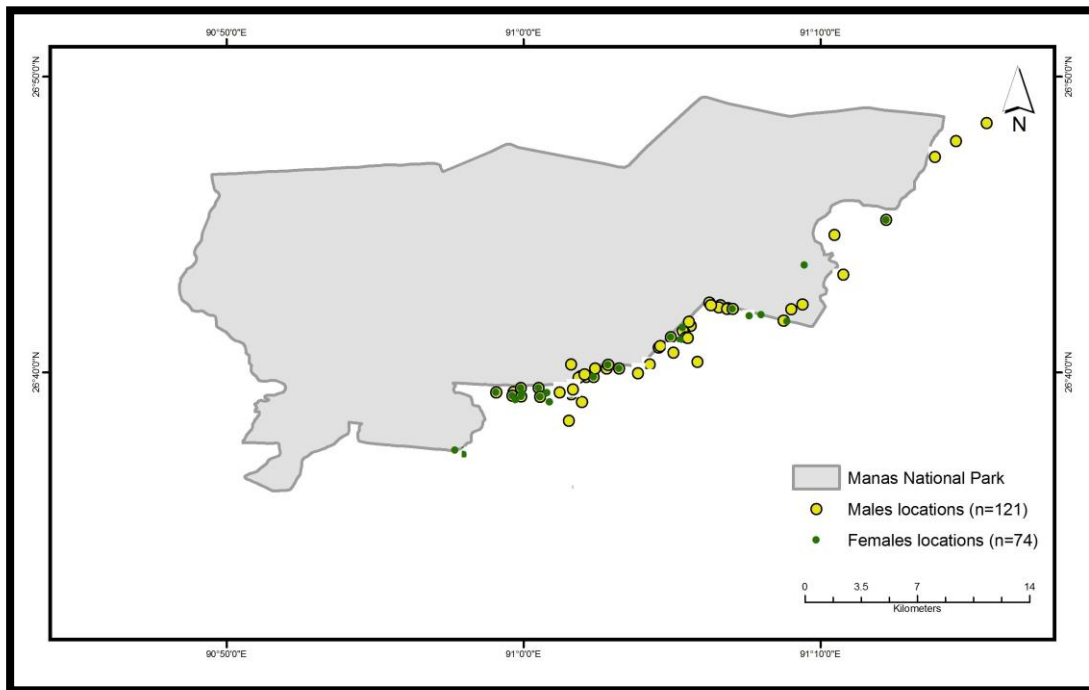 90°50'0"E 91°0'0"E 91°10'0"E
26°50'0"N 26°50'0"N
N
26°40'0"N 26°40'0"N
Manas National Park
Males locations (n=121)
Females locations (n=74)
0 3.5 7 14
Kilometers
90°50'0"E 91°0'0"E 91°10'0"E